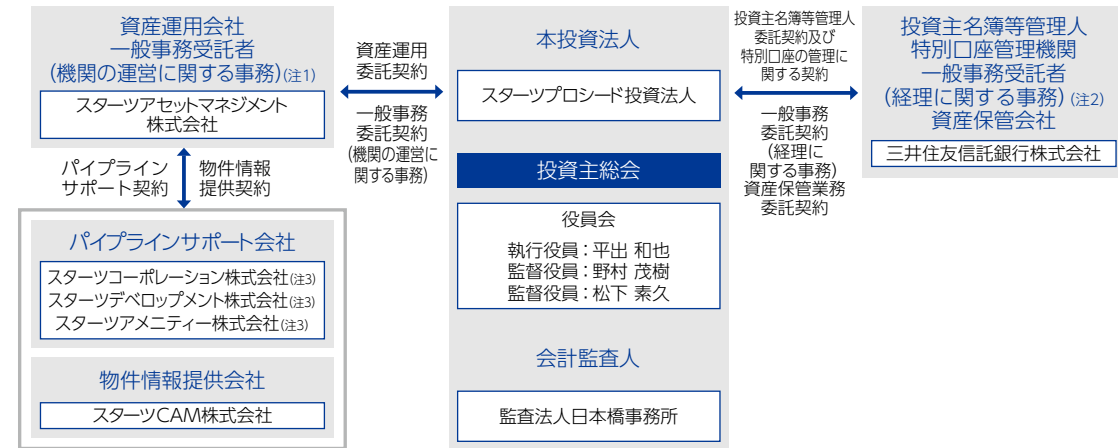 資産運用会社
一般事務受託者
(機関の運営に関する事務)(注1)
スターツアセットマネジメント
株式会社
パイプライン
サポート契約
物件情報
提供契約
パイプラインサポート会社
スターツコーポレーション株式会社(注3)
スターツデベロップメント株式会社(注3)
スターツアメニティー株式会社(注3)
物件情報提供会社
スターツCAM株式会社
資産運用
委託契約
一般事務
委託契約
(機関の運営に
関する事務)
本投資法人
スターツプロシード投資法人
投資主総会
役員会
執行役員：平出 和也
監督役員：野村 茂樹
監督役員：松下 素久
会計監査人
監査法人日本橋事務所
投資主名簿等管理人
委託契約及び
特別口座の管理に
関する契約
一般事務
委託契約
(経理に
関する事務)
資産保管業務
委託契約
投資主名簿等管理人
特別口座管理機関
一般事務受託者
(経理に関する事務)(注2)
資産保管会社
三井住友信託銀行株式会社